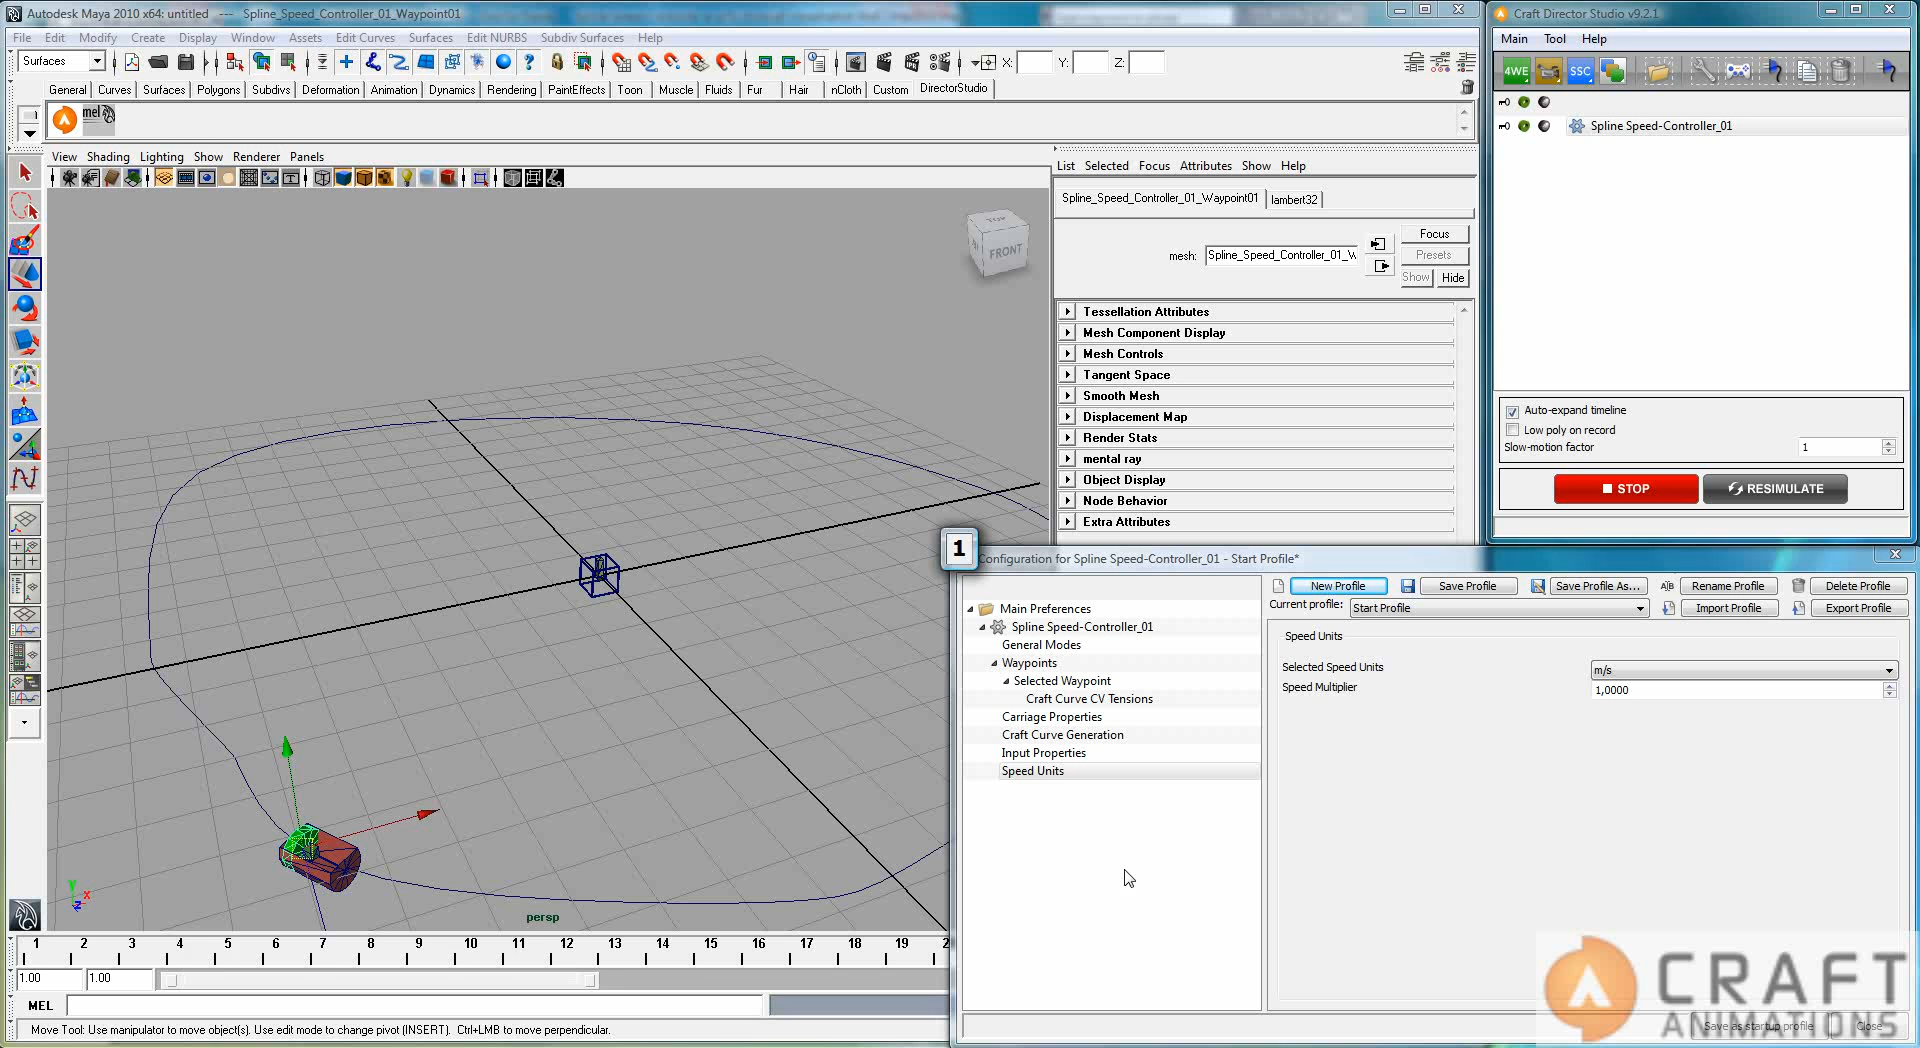 Autodesk Maya 2010 x64: untitled --- Spline_Speed_Controller_01_Waypoint01
File Edit Modify Create Display Window Assets Edit Curves Surfaces Edit NURBS Subdiv Surfaces Help
Surfaces X: Y: Z:
General Curves Surfaces Polygons Subdivs Deformation Animation Dynamics Rendering PaintEffects Toon Muscle Fluids Fur Hair nCloth Custom DirectorStudio
mel
View Shading Lighting Show Renderer Panels
TOP
FRONT
persp
y
x
z
1 2 3 4 5 6 7 8 9 10 11 12 13 14 15 16 17 18 19 2
1.00 1.00
MEL
Move Tool: Use manipulator to move object(s). Use edit mode to change pivot (INSERT). Ctrl+LMB to move perpendicular.
List Selected Focus Attributes Show Help
Spline_Speed_Controller_01_Waypoint01 lambert32
mesh: Spline_Speed_Controller_01_W
Focus
Presets
Show Hide
Tessellation Attributes
Mesh Component Display
Mesh Controls
Tangent Space
Smooth Mesh
Displacement Map
Render Stats
mental ray
Object Display
Node Behavior
Extra Attributes
Craft Director Studio v9.2.1
Main Tool Help
4WE SSC
Spline Speed-Controller_01
Auto-expand timeline
Low poly on record
Slow-motion factor 1
STOP RESIMULATE
1
Configuration for Spline Speed-Controller_01 - Start Profile*
Main Preferences
Spline Speed-Controller_01
General Modes
Waypoints
Selected Waypoint
Craft Curve CV Tensions
Carriage Properties
Craft Curve Generation
Input Properties
Speed Units
New Profile Save Profile Save Profile As... Rename Profile Delete Profile
Current profile: Start Profile Import Profile Export Profile
Speed Units
Selected Speed Units m/s
Speed Multiplier 1,0000
Save as startup profile Close
CRAFT
ANIMATIONS